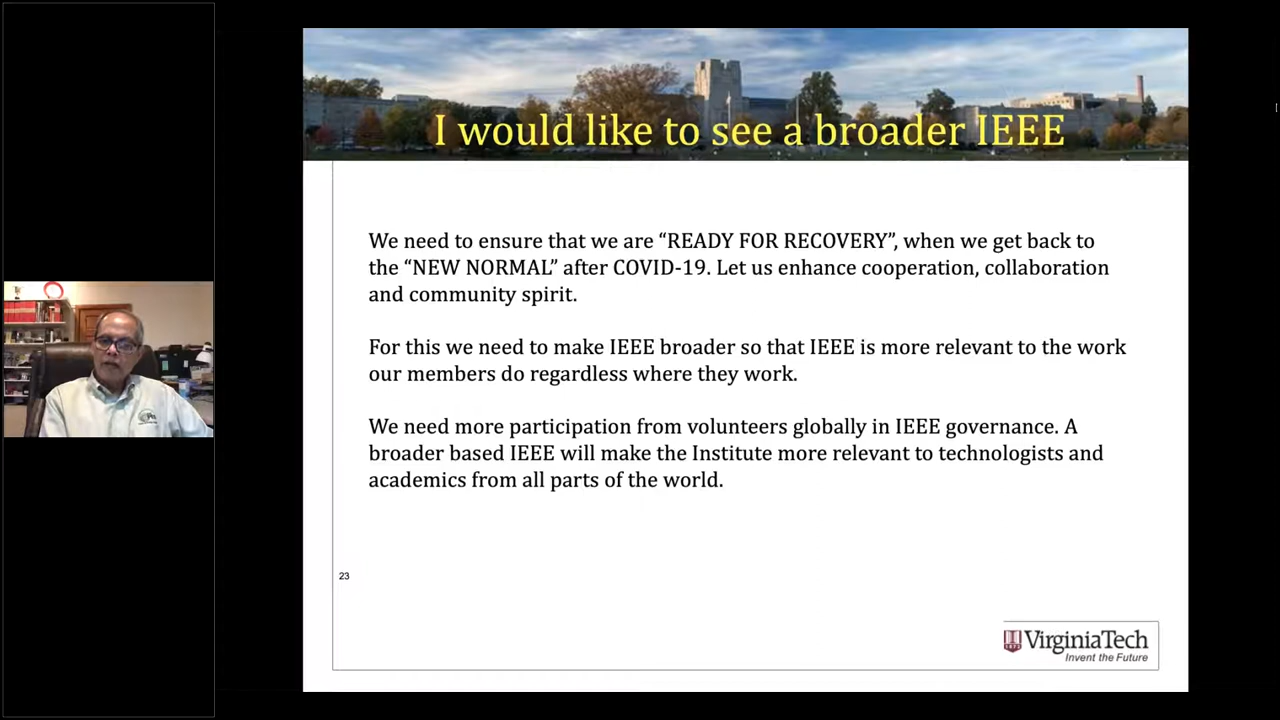 I would like to see a broader IEEE
We need to ensure that we are “READY FOR RECOVERY”, when we get back to
the “NEW NORMAL” after COVID-19. Let us enhance cooperation, collaboration
and community spirit.
For this we need to make IEEE broader so that IEEE is more relevant to the work
our members do regardless where they work.
We need more participation from volunteers globally in IEEE governance. A
broader based IEEE will make the Institute more relevant to technologists and
academics from all parts of the world.
23
VirginiaTech
Invent the Future